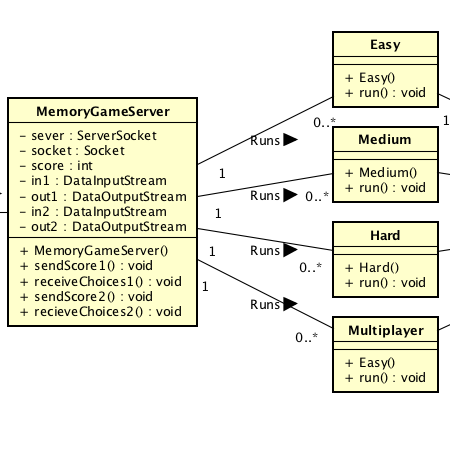 MemoryGameServer
− sever : ServerSocket
− socket : Socket
− score : int
− in1 : DataInputStream
− out1 : DataOutputStream
− in2 : DataInputStream
− out2 : DataOutputStream
+ MemoryGameServer()
+ sendScore1() : void
+ receiveChoices1() : void
+ sendScore2() : void
+ recieveChoices2() : void
1
Runs
0..*
1
Runs
0..*
1
Runs
0..*
1
Runs
0..*
Easy
+ Easy()
+ run() : void
1
Medium
+ Medium()
+ run() : void
Hard
+ Hard()
+ run() : void
Multiplayer
+ Easy()
+ run() : void